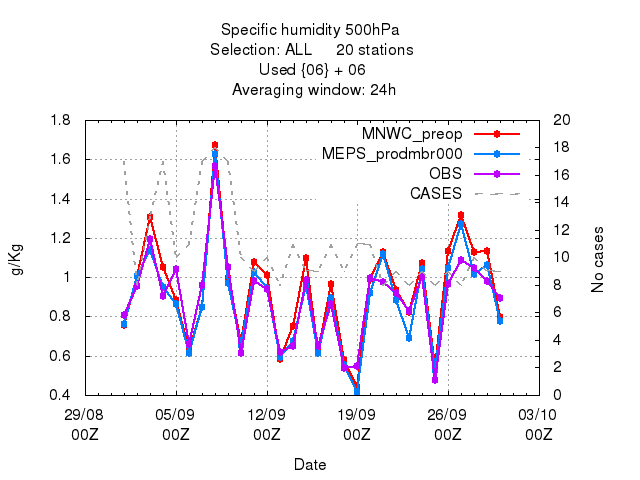 Specific humidity 500hPa
Selection: ALL 20 stations
Used {06} + 06
Averaging window: 24h
1.8 20
MNWC_preop
18
MEPS_prodmbr000
1.6 16
OBS
14
CASES
1.4
12
1.2
10
1
8
0.8
6
0.6 4
2
0.4 0
g/Kg
No cases
29/08 05/09 12/09 19/09 26/09 03/10
00Z 00Z 00Z 00Z 00Z 00Z
Date